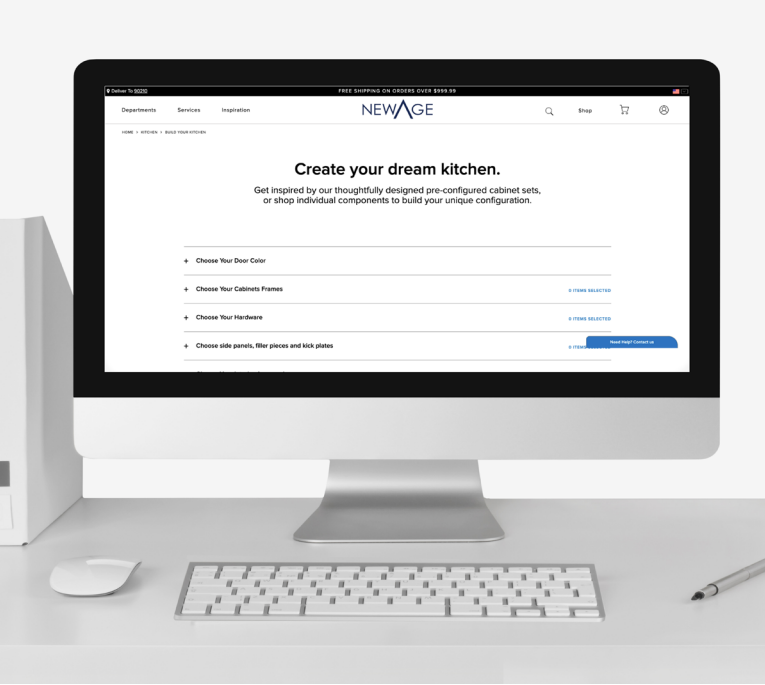 Deliver To 90210
FREE SHIPPING ON ORDERS OVER $999.99
Departments Services Inspiration
NEWAGE
Shop
HOME > KITCHEN > BUILD YOUR KITCHEN
Create your dream kitchen.
Get inspired by our thoughtfully designed pre-configured cabinet sets,
or shop individual components to build your unique configuration.
+ Choose Your Door Color
+ Choose Your Cabinets Frames
0 ITEMS SELECTED
+ Choose Your Hardware
0 ITEMS SELECTED
+ Choose side panels, filler pieces and kick plates
0 ITEMS
Need Help? Contact us